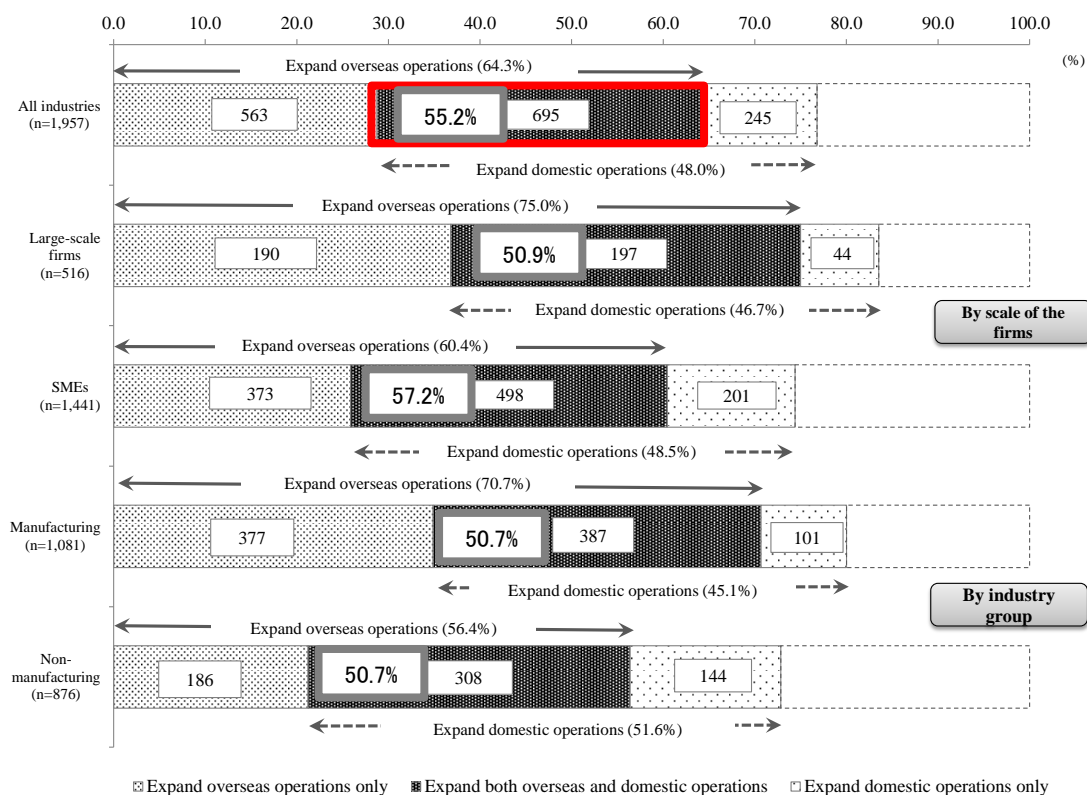 0.0 10.0 20.0 30.0 40.0 50.0 60.0 70.0 80.0 90.0 100.0
(%)
Expand overseas operations (64.3%)
All industries
(n=1,957)
563 55.2% 695 245
Expand domestic operations (48.0%)
Expand overseas operations (75.0%)
Large-scale
firms
(n=516)
190 50.9% 197 44
Expand domestic operations (46.7%)
By scale of the
firms
Expand overseas operations (60.4%)
SMEs
(n=1,441)
373 57.2% 498 201
Expand domestic operations (48.5%)
Expand overseas operations (70.7%)
Manufacturing
(n=1,081)
377 50.7% 387 101
Expand domestic operations (45.1%)
By industry
group
Expand overseas operations (56.4%)
Non-
manufacturing
(n=876)
186 50.7% 308 144
Expand domestic operations (51.6%)
Expand overseas operations only Expand both overseas and domestic operations Expand domestic operations only